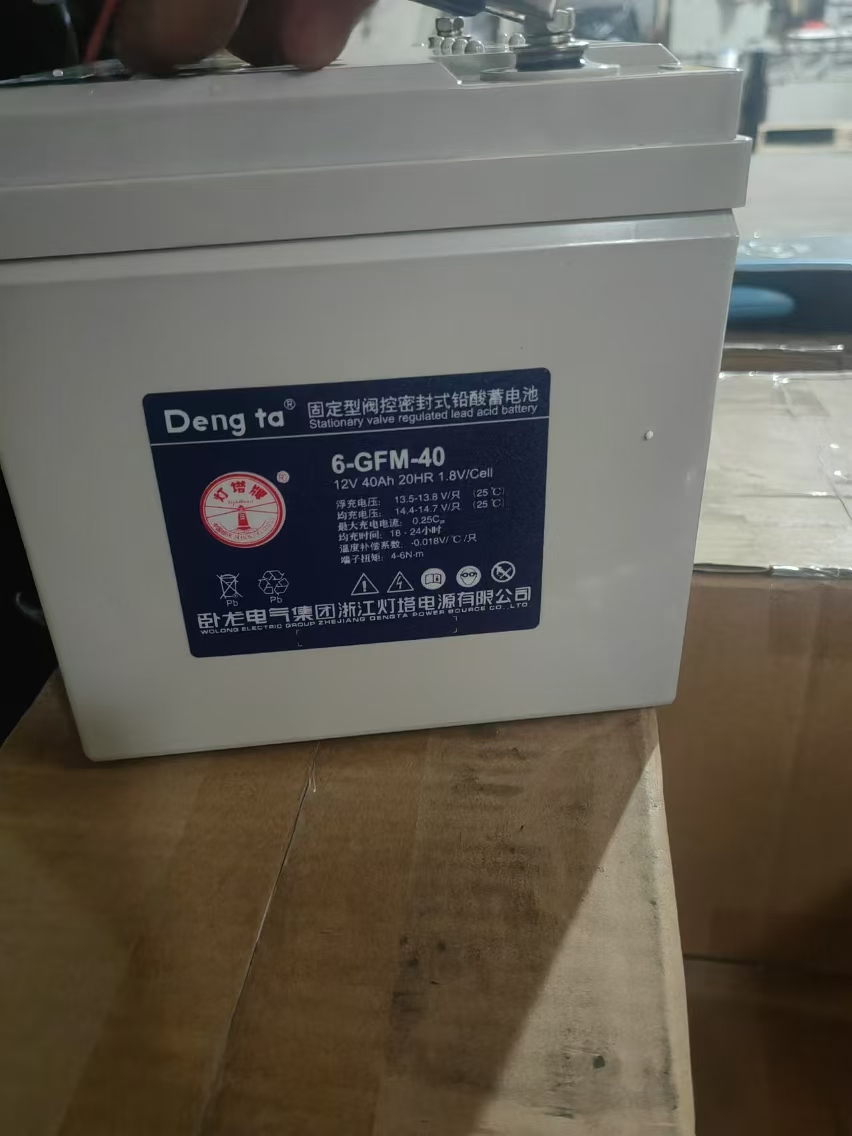 Deng ta®
固定型阀控密封式铅酸蓄电池
Stationary valve regulated lead acid battery
6-GFM-40
12V 40Ah 20HR 1.8V/Cell
浮充电压: 13.5-13.8 V/只 (25℃)
均充电压: 14.4-14.7 V/只 (25℃)
最大充电电流: 0.25C
均充时间: 18-24小时
温度补偿系数: -0.018V/℃/只
端子扭矩: 4-6N·m
灯塔牌
®
Pb
Pb
卧龙电气集团浙江灯塔电源有限公司
WOLONG ELECTRIC GROUP ZHEJIANG DENGTA POWER SOURCE CO.,LTD